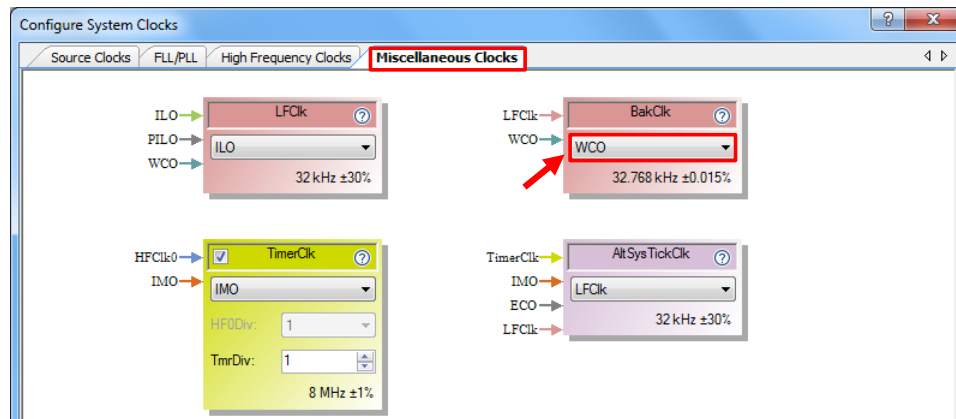 Configure System Clocks
Source Clocks FLL/PLL High Frequency Clocks Miscellaneous Clocks
ILO
PILO
WCO
LFClk
ILO
32 kHz ±30%
LFClk
WCO
BakClk
WCO
32.768 kHz ±0.015%
HFClk0
IMO
TimerClk
IMO
HF0Div: 1
TmrDiv: 1
8 MHz ±1%
TimerClk
IMO
ECO
LFClk
AltSysTickClk
LFClk
32 kHz ±30%